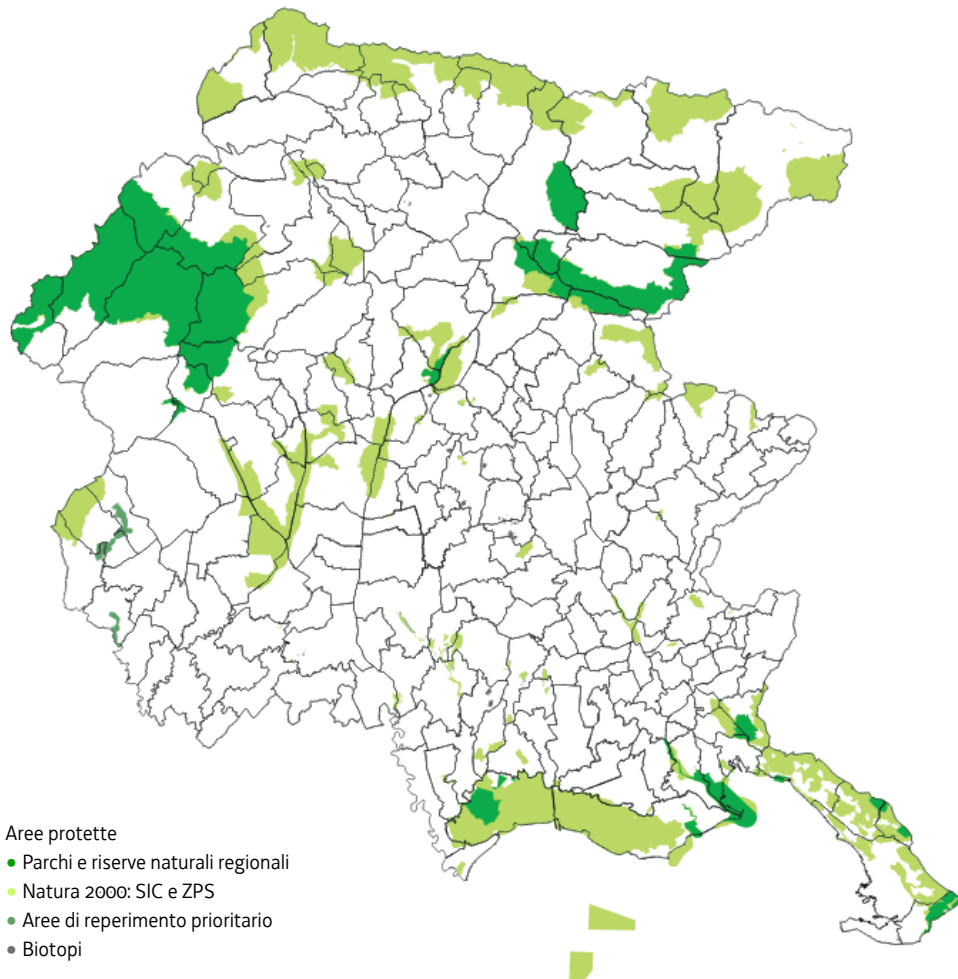 Aree protette
• Parchi e riserve naturali regionali
• Natura 2000: SIC e ZPS
• Aree di reperimento prioritario
• Biotopi